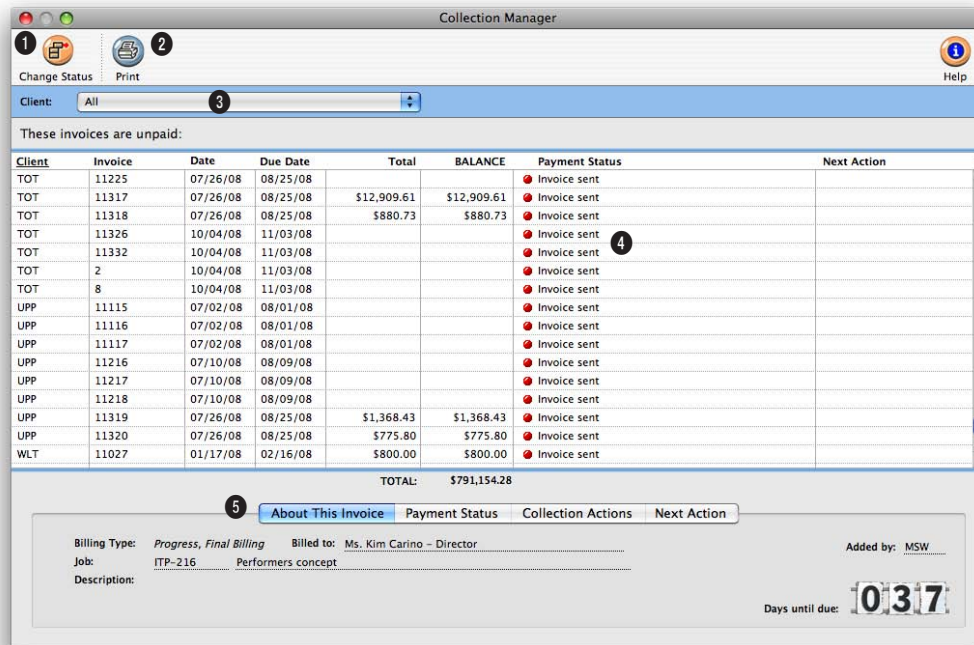 Collection Manager
1 2
Change Status Print Help
Client: All 3
These invoices are unpaid:
Client Invoice Date Due Date Total BALANCE Payment Status Next Action
TOT 11225 07/26/08 08/25/08 Invoice sent
TOT 11317 07/26/08 08/25/08 $12,909.61 $12,909.61 Invoice sent
TOT 11318 07/26/08 08/25/08 $880.73 $880.73 Invoice sent
TOT 11326 10/04/08 11/03/08 Invoice sent
4
TOT 11332 10/04/08 11/03/08 Invoice sent
TOT 2 10/04/08 11/03/08 Invoice sent
TOT 8 10/04/08 11/03/08 Invoice sent
UPP 11115 07/02/08 08/01/08 Invoice sent
UPP 11116 07/02/08 08/01/08 Invoice sent
UPP 11117 07/02/08 08/01/08 Invoice sent
UPP 11216 07/10/08 08/09/08 Invoice sent
UPP 11217 07/10/08 08/09/08 Invoice sent
UPP 11218 07/10/08 08/09/08 Invoice sent
UPP 11319 07/26/08 08/25/08 $1,368.43 $1,368.43 Invoice sent
UPP 11320 07/26/08 08/25/08 $775.80 $775.80 Invoice sent
WLT 11027 01/17/08 02/16/08 $800.00 $800.00 Invoice sent
TOTAL: $791,154.28
5 About This Invoice Payment Status Collection Actions Next Action
Billing Type: Progress, Final Billing Billed to: Ms. Kim Carino – Director Added by: MSW
Job: ITP-216 Performers concept
Description:
Days until due: 037